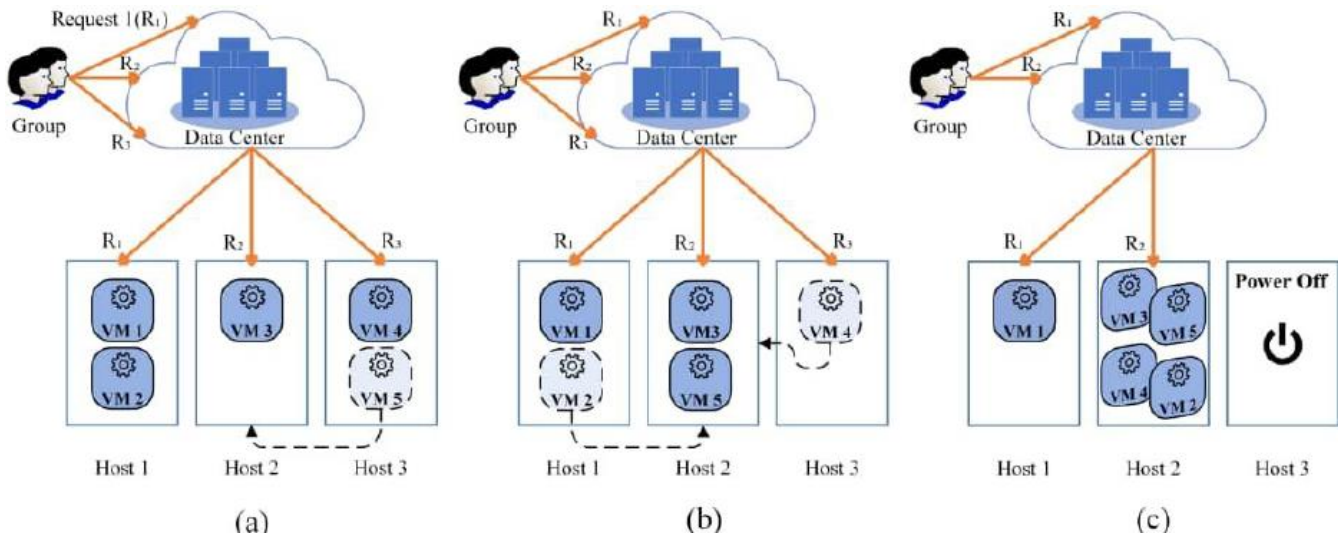 Request 1(R₁)
R₂
R₃
Group
Data Center
R₁
R₂
R₃
VM 1
VM 2
VM 3
VM 4
VM 5
Host 1
Host 2
Host 3
(a)
R₁
R₂
R₃
Group
Data Center
R₁
R₂
R₃
VM 1
VM 2
VM3
VM 5
VM 4
Host 1
Host 2
Host 3
(b)
R₁
R₂
Group
Data Center
R₁
R₂
VM 1
VM 3
VM 5
VM 4
VM 2
Power Off
Host 1
Host 2
Host 3
(c)